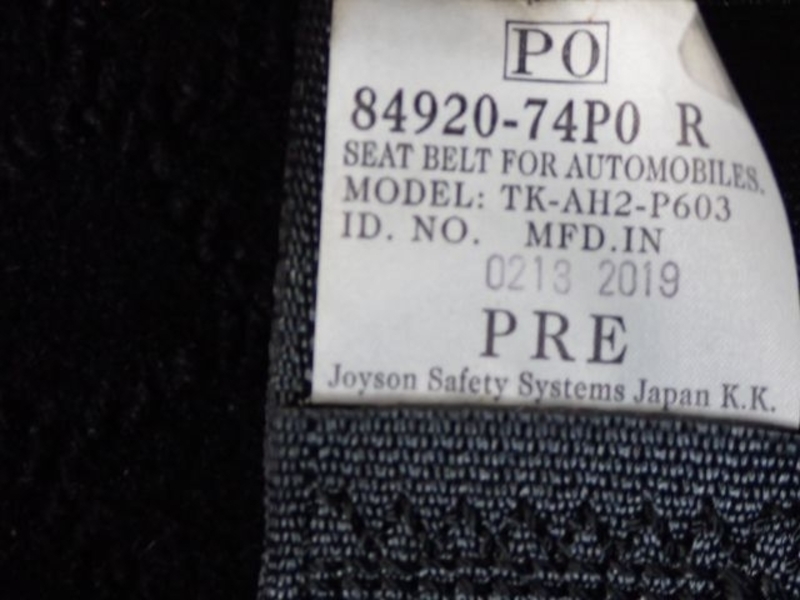 PO
84920-74P0 R
SEAT BELT FOR AUTOMOBILES.
MODEL: TK-AH2-P603
ID. NO. MFD.IN
0213 2019
PRE
Joyson Safety Systems Japan K.K.